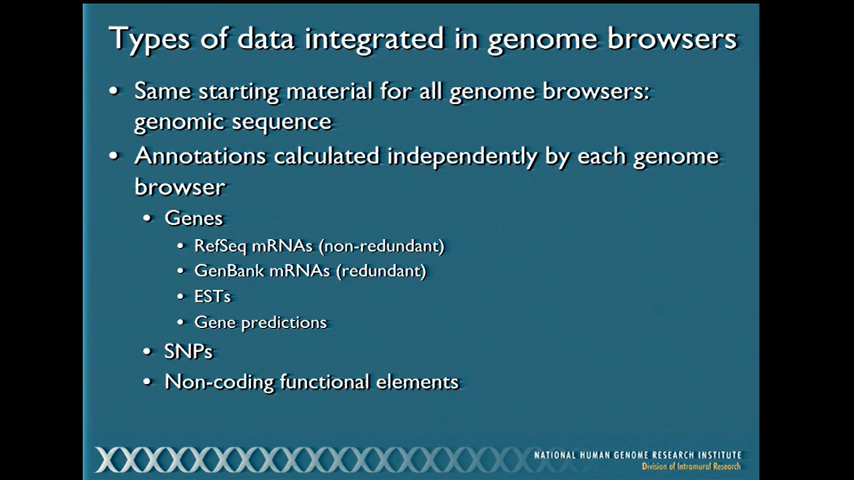 Types of data integrated in genome browsers
• Same starting material for all genome browsers:
genomic sequence
• Annotations calculated independently by each genome
browser
• Genes
• RefSeq mRNAs (non-redundant)
• GenBank mRNAs (redundant)
• ESTs
• Gene predictions
• SNPs
• Non-coding functional elements
NATIONAL HUMAN GENOME RESEARCH INSTITUTE
Division of Intramural Research